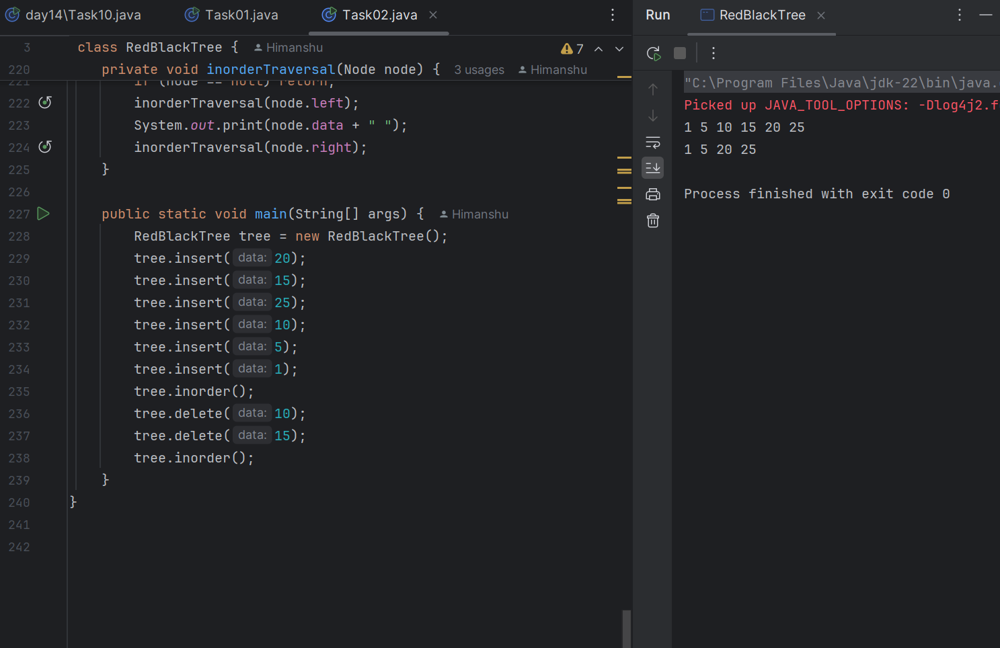 day14\Task10.java Task01.java Task02.java
3 class RedBlackTree { Himanshu 7
220 private void inorderTraversal(Node node) { 3 usages Himanshu
221 if (node == null) return;
222 inorderTraversal(node.left);
223 System.out.print(node.data + " ");
224 inorderTraversal(node.right);
225 }
226
227 public static void main(String[] args) { Himanshu
228 RedBlackTree tree = new RedBlackTree();
229 tree.insert( data: 20);
230 tree.insert( data: 15);
231 tree.insert( data: 25);
232 tree.insert( data: 10);
233 tree.insert( data: 5);
234 tree.insert( data: 1);
235 tree.inorder();
236 tree.delete( data: 10);
237 tree.delete( data: 15);
238 tree.inorder();
239 }
240 }
241
242
Run RedBlackTree
"C:\Program Files\Java\jdk-22\bin\java.
Picked up JAVA_TOOL_OPTIONS: -Dlog4j2.f
1 5 10 15 20 25
1 5 20 25
Process finished with exit code 0